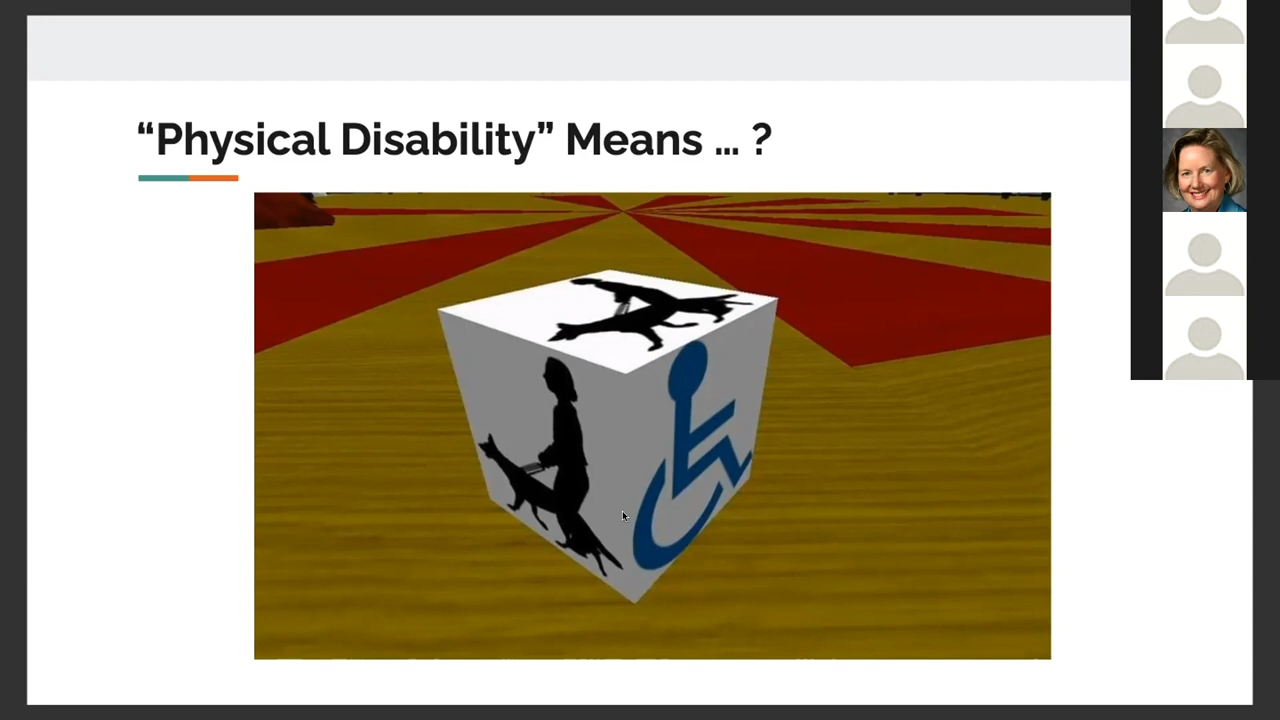 “Physical Disability” Means ... ?